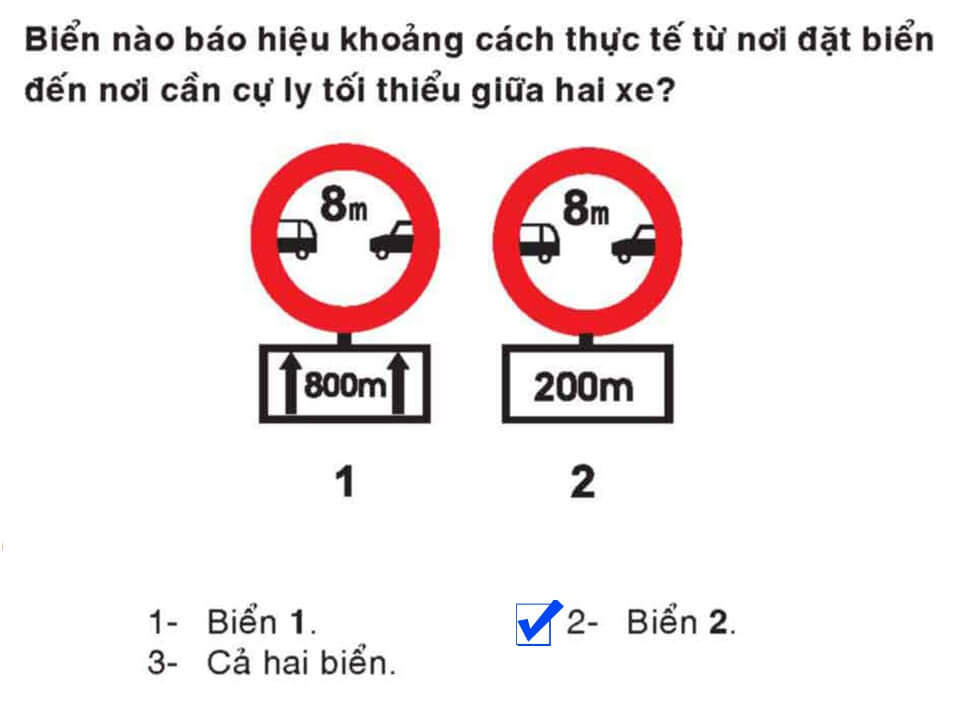 Biển nào báo hiệu khoảng cách thực tế từ nơi đặt biển
đến nơi cần cự ly tối thiểu giữa hai xe?
8m
8m
800m
200m
1
2
1- Biển 1.
2- Biển 2.
3- Cả hai biển.